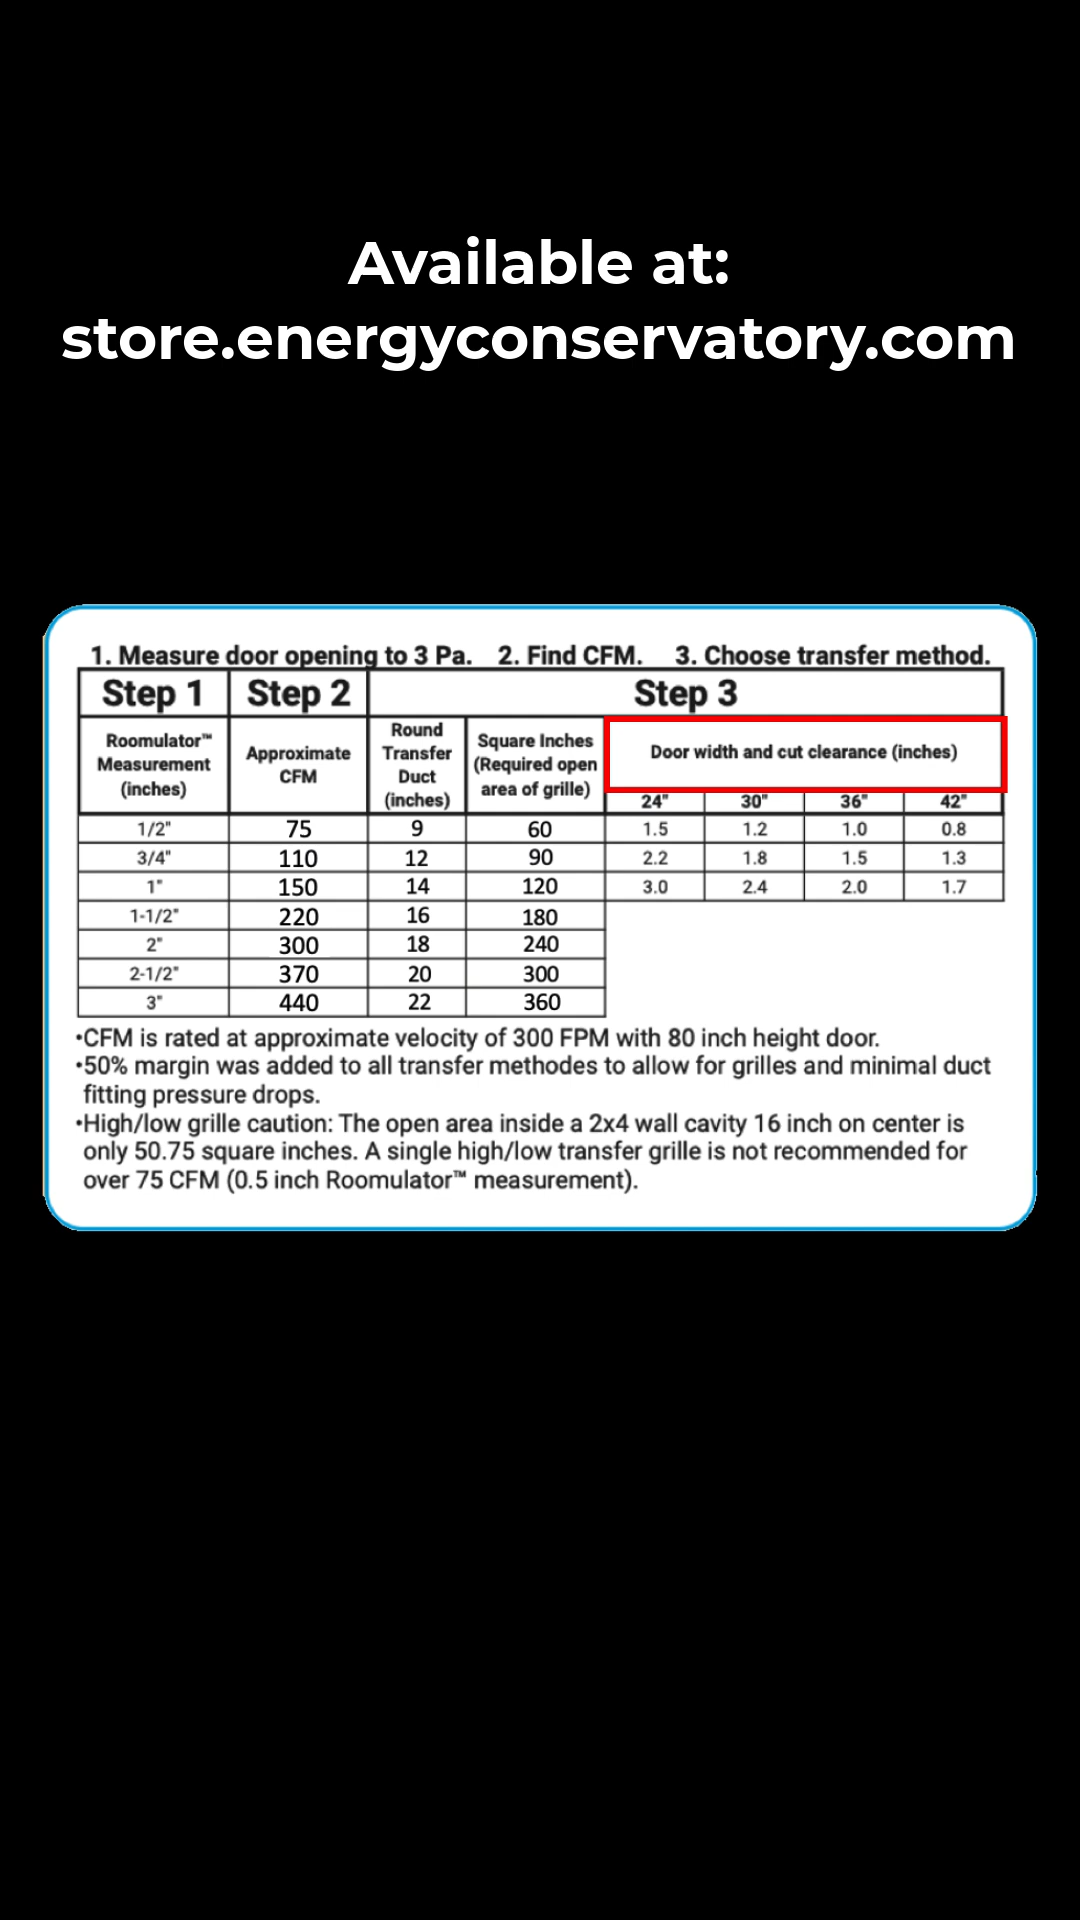 Available at:
store.energyconservatory.com
1. Measure door opening to 3 Pa. 2. Find CFM. 3. Choose transfer method.
Step 1 Step 2 Step 3
Roomulator™ Measurement (inches) Approximate CFM Round Transfer Duct (inches) Square Inches (Required open area of grille) Door width and cut clearance (inches)
24" 30" 36" 42"
1/2" 75 9 60 1.5 1.2 1.0 0.8
3/4" 110 12 90 2.2 1.8 1.5 1.3
1" 150 14 120 3.0 2.4 2.0 1.7
1-1/2" 220 16 180
2" 300 18 240
2-1/2" 370 20 300
3" 440 22 360
•CFM is rated at approximate velocity of 300 FPM with 80 inch height door.
•50% margin was added to all transfer methodes to allow for grilles and minimal duct
fitting pressure drops.
•High/low grille caution: The open area inside a 2x4 wall cavity 16 inch on center is
only 50.75 square inches. A single high/low transfer grille is not recommended for
over 75 CFM (0.5 inch Roomulator™ measurement).